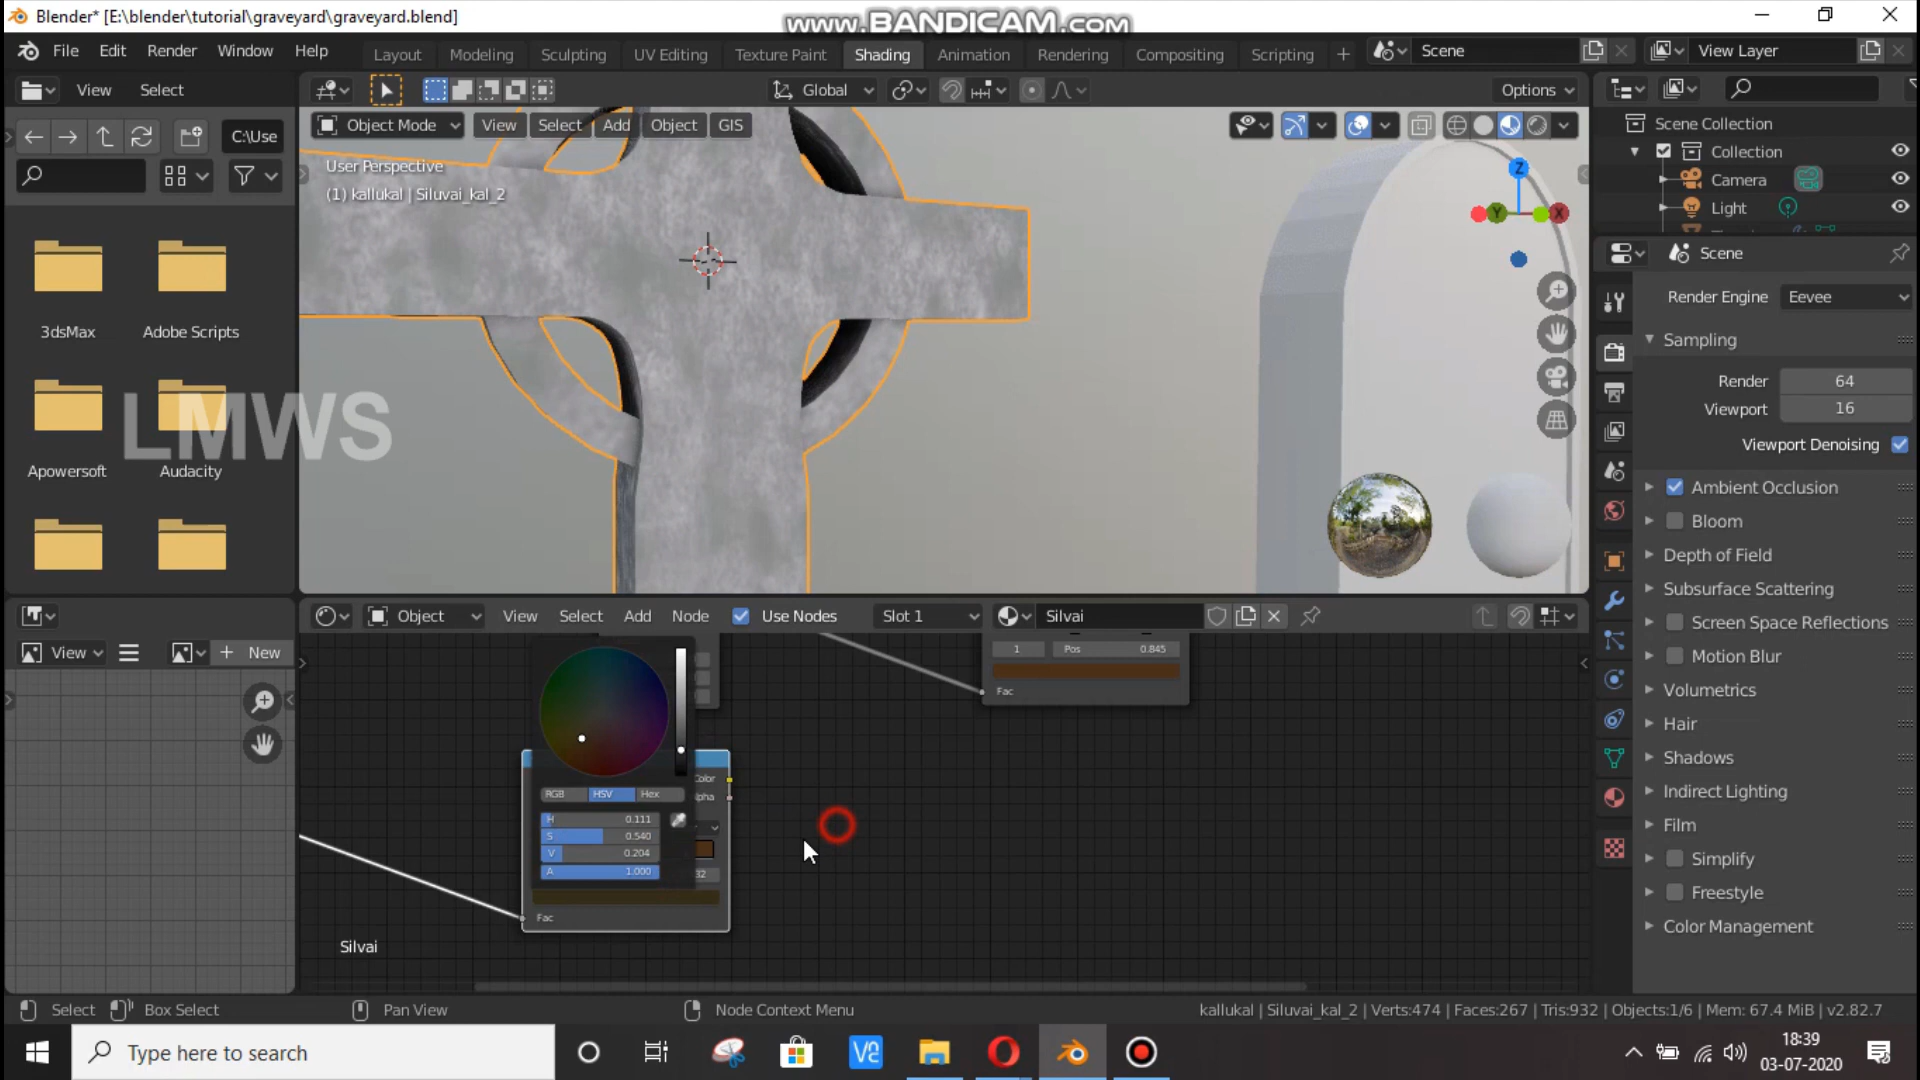 Blender* [E:\blender\tutorial\graveyard\graveyard.blend]
www.BANDICAM.com
File Edit Render Window Help
Layout Modeling Sculpting UV Editing Texture Paint Shading Animation Rendering Compositing Scripting +
Scene
View Layer
View Select
Global
Options
C:\Use
Object Mode View Select Add Object GIS
User Perspective
(1) kallukal | Siluvai_kal_2
Z
Y
X
3dsMax
Adobe Scripts
Apowersoft
Audacity
LMWS
Scene Collection
Collection
Camera
Light
Scene
Render Engine Eevee
Sampling
Render 64
Viewport 16
Viewport Denoising
Ambient Occlusion
Bloom
Depth of Field
Subsurface Scattering
Screen Space Reflections
Motion Blur
Volumetrics
Hair
Shadows
Indirect Lighting
Film
Simplify
Freestyle
Color Management
View
+ New
Object View Select Add Node Use Nodes Slot 1 Silvai
1 Pos 0.845
Fac
Color
lpha
RGB HSV Hex
H 0.111
S 0.540
V 0.204
A 1.000
32
Fac
Silvai
Select Box Select Pan View Node Context Menu
kallukal | Siluvai_kal_2 | Verts:474 | Faces:267 | Tris:932 | Objects:1/6 | Mem: 67.4 MiB | v2.82.7
Type here to search
18:39
03-07-2020